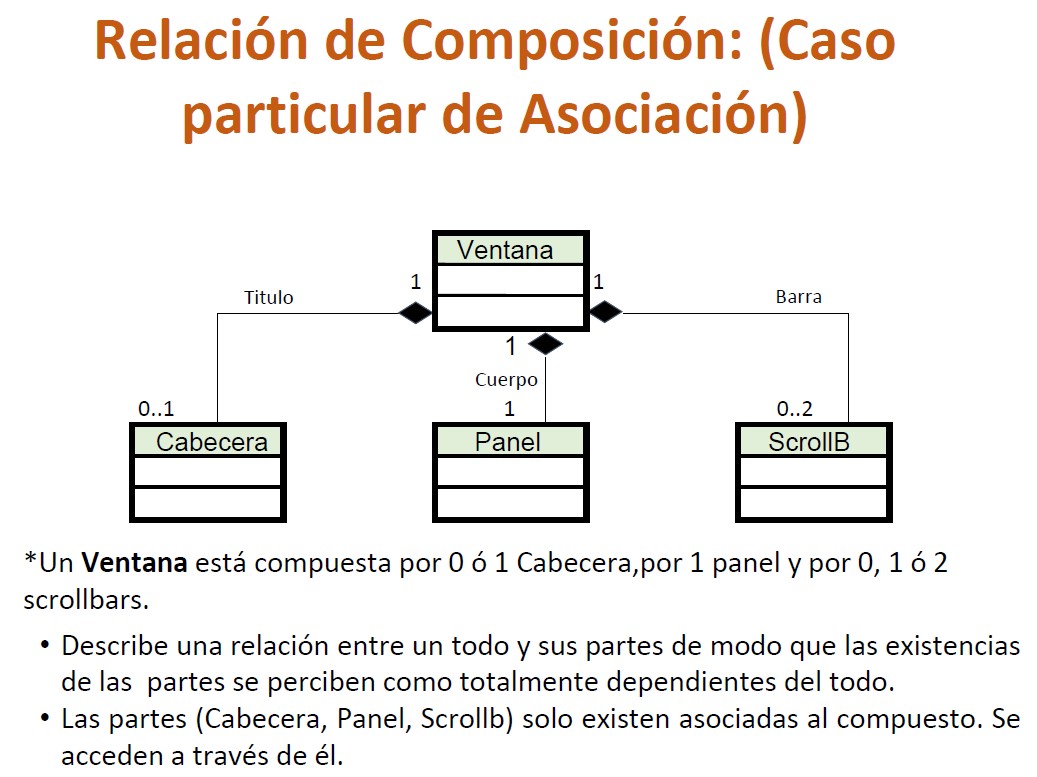 Relación de Composición: (Caso
particular de Asociación)
Ventana
1
1
Titulo
Barra
1
Cuerpo
0..1
1
0..2
Cabecera
Panel
ScrollB
*Un Ventana está compuesta por 0 ó 1 Cabecera,por 1 panel y por 0, 1 ó 2
scrollbars.
• Describe una relación entre un todo y sus partes de modo que las existencias
de las partes se perciben como totalmente dependientes del todo.
• Las partes (Cabecera, Panel, Scrollb) solo existen asociadas al compuesto. Se
acceden a través de él.